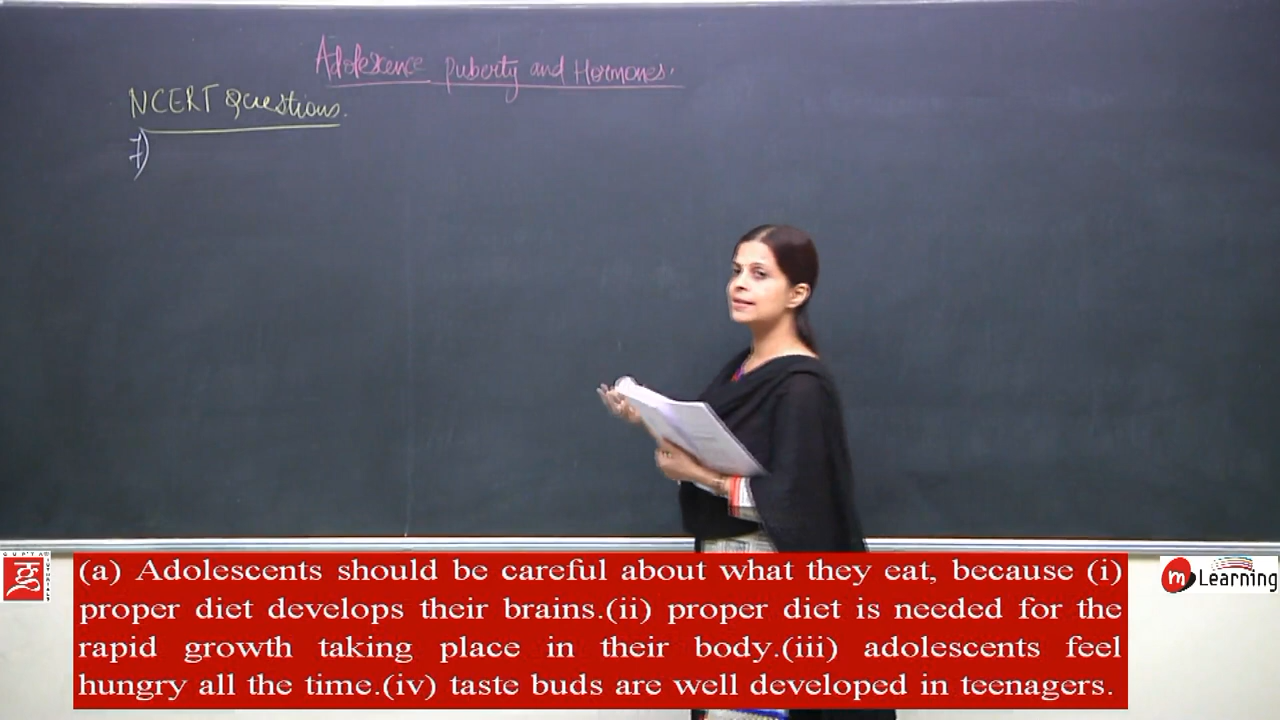 Adolescence puberty and Hormones.
NCERT Questions.
7)
(a) Adolescents should be careful about what they eat, because (i)
proper diet develops their brains.(ii) proper diet is needed for the
rapid growth taking place in their body.(iii) adolescents feel
hungry all the time.(iv) taste buds are well developed in teenagers.
GUPTA
m Learning